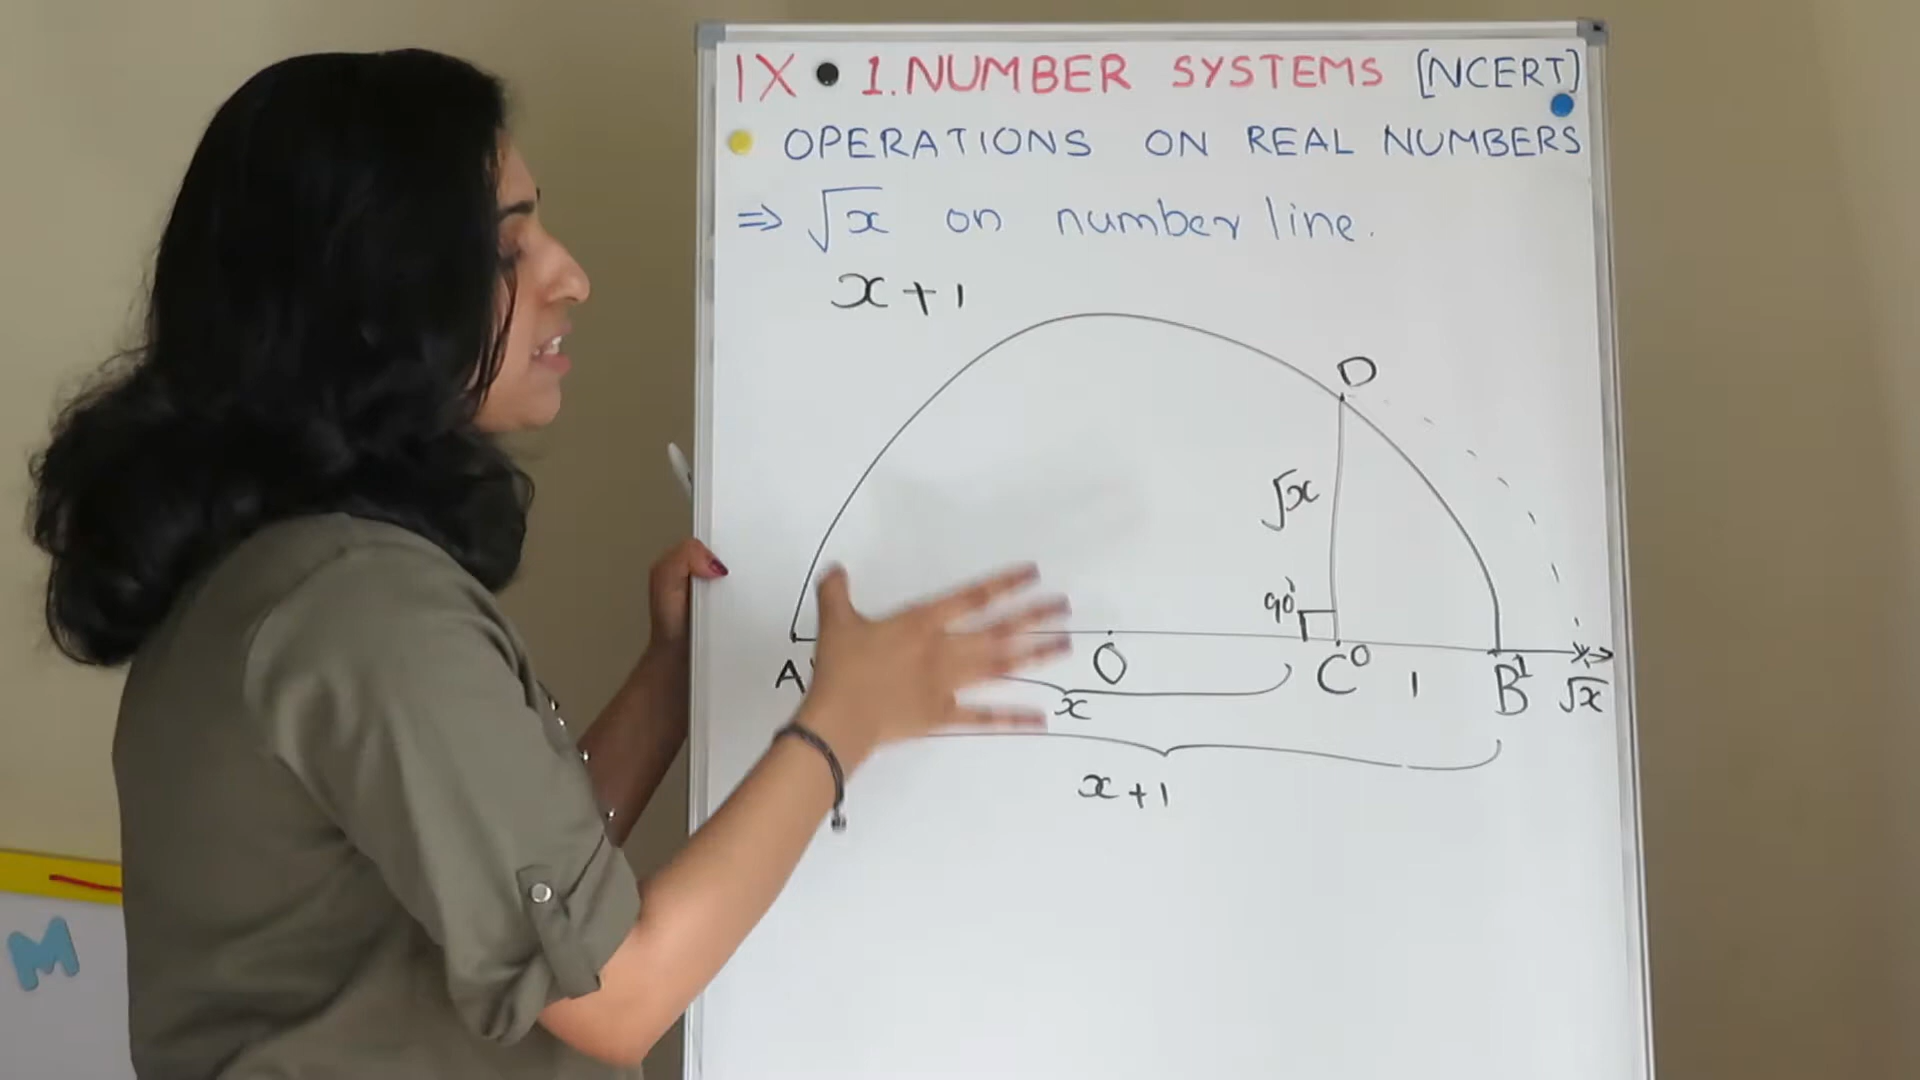 IX • 1. NUMBER SYSTEMS [NCERT]
• OPERATIONS ON REAL NUMBERS
⇒ √x on number line.
x + 1
D
√x
90°
A O C 0 1 B 1 √x
x
x + 1
M